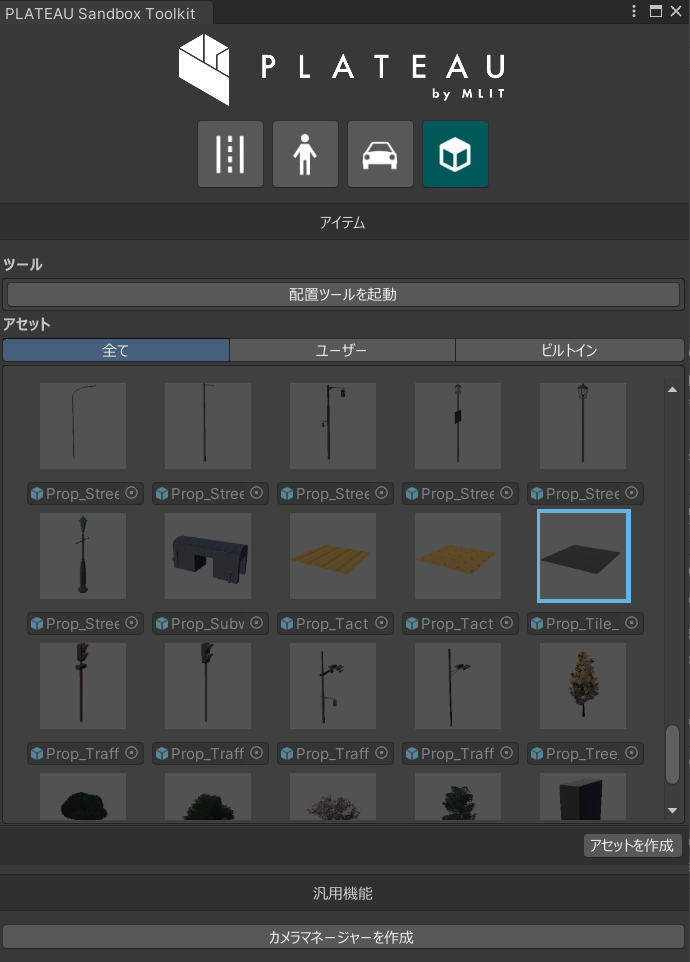 PLATEAU Sandbox Toolkit
PLATEAU
by MLIT
アイテム
ツール
配置ツールを起動
アセット
全て ユーザー ビルトイン
Prop_Stree Prop_Stree Prop_Stree Prop_Stree Prop_Stree
Prop_Stree Prop_Subw Prop_Tact Prop_Tact Prop_Tile_
Prop_Traff Prop_Traff Prop_Traff Prop_Traff Prop_Tree_
アセットを作成
汎用機能
カメラマネージャーを作成